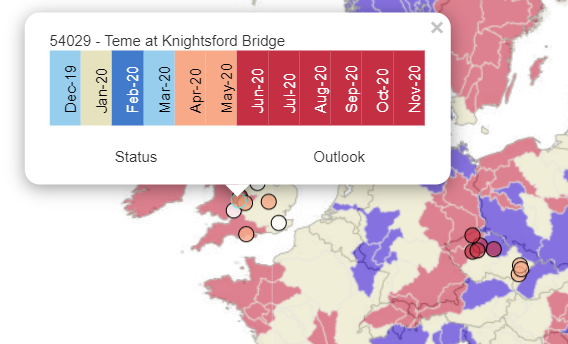 ×
54029 - Teme at Knightsford Bridge
Dec-19
Jan-20
Feb-20
Mar-20
Apr-20
May-20
Jun-20
Jul-20
Aug-20
Sep-20
Oct-20
Nov-20
Status
Outlook